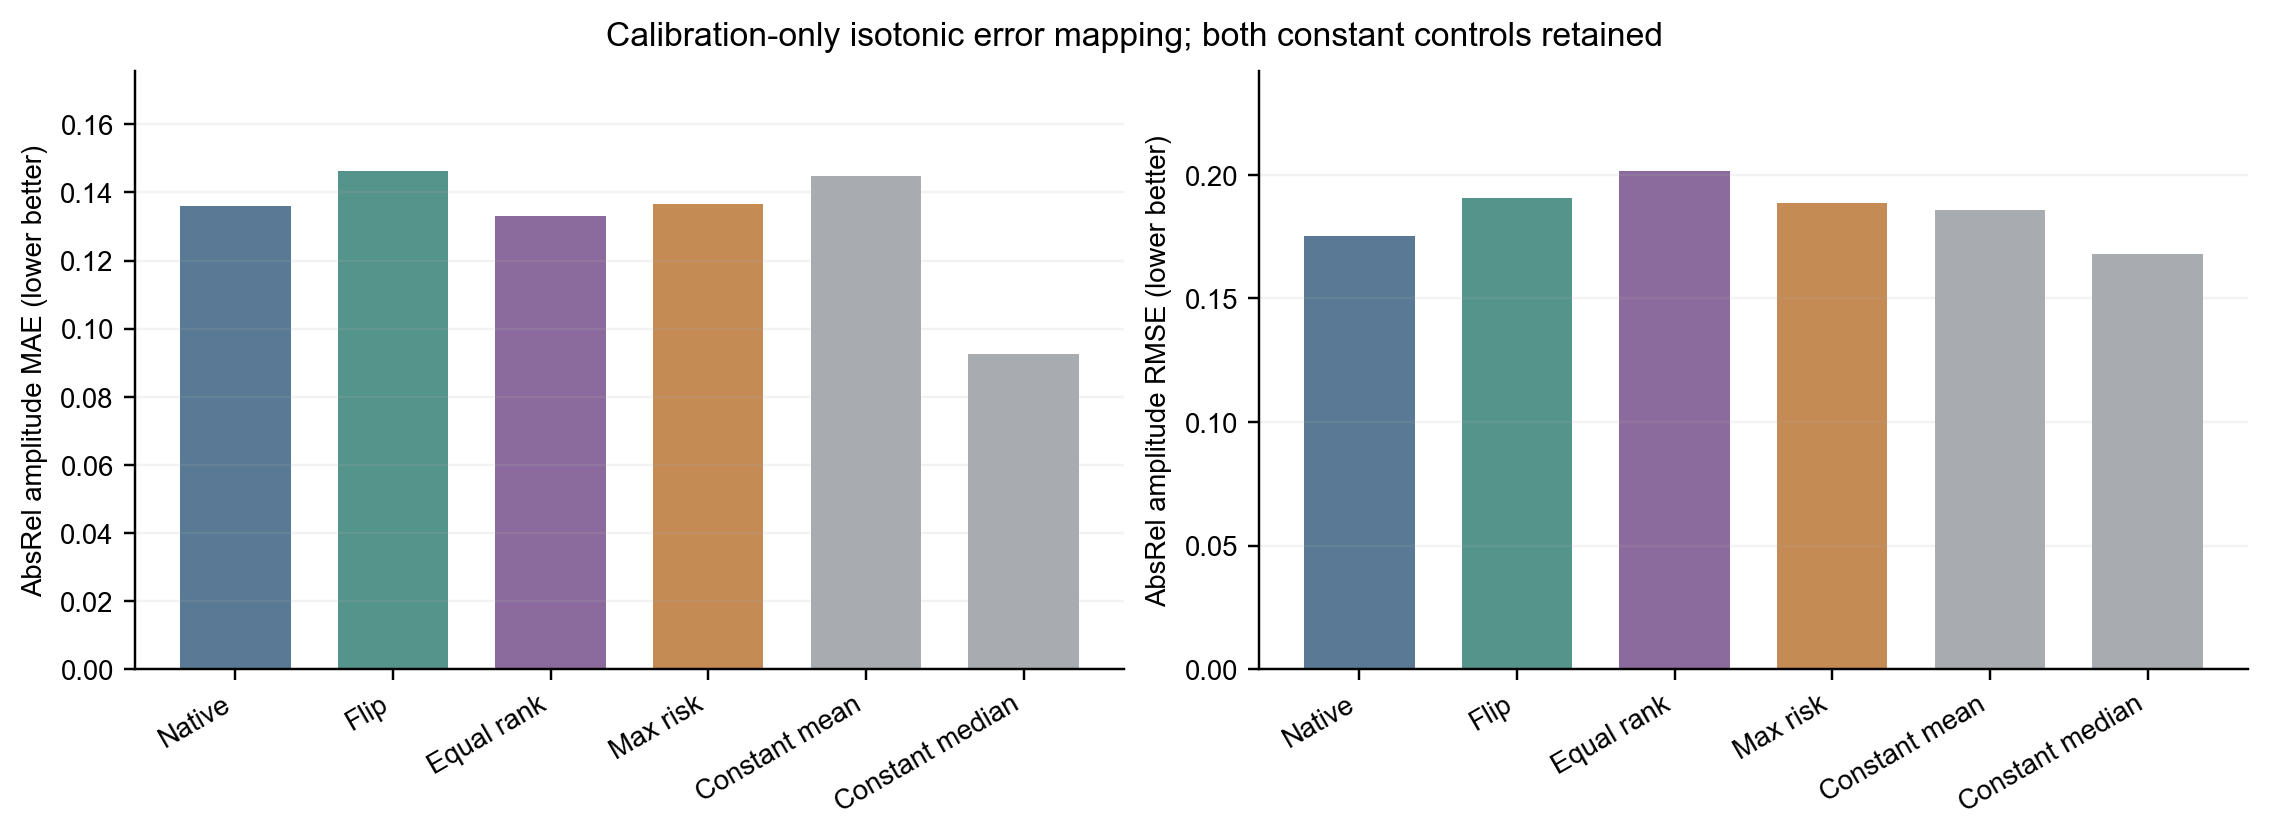 Calibration-only isotonic error mapping; both constant controls retained
AbsRel amplitude MAE (lower better)
0.16
0.14
0.12
0.10
0.08
0.06
0.04
0.02
0.00
Native
Flip
Equal rank
Max risk
Constant mean
Constant median
AbsRel amplitude RMSE (lower better)
0.20
0.15
0.10
0.05
0.00
Native
Flip
Equal rank
Max risk
Constant mean
Constant median